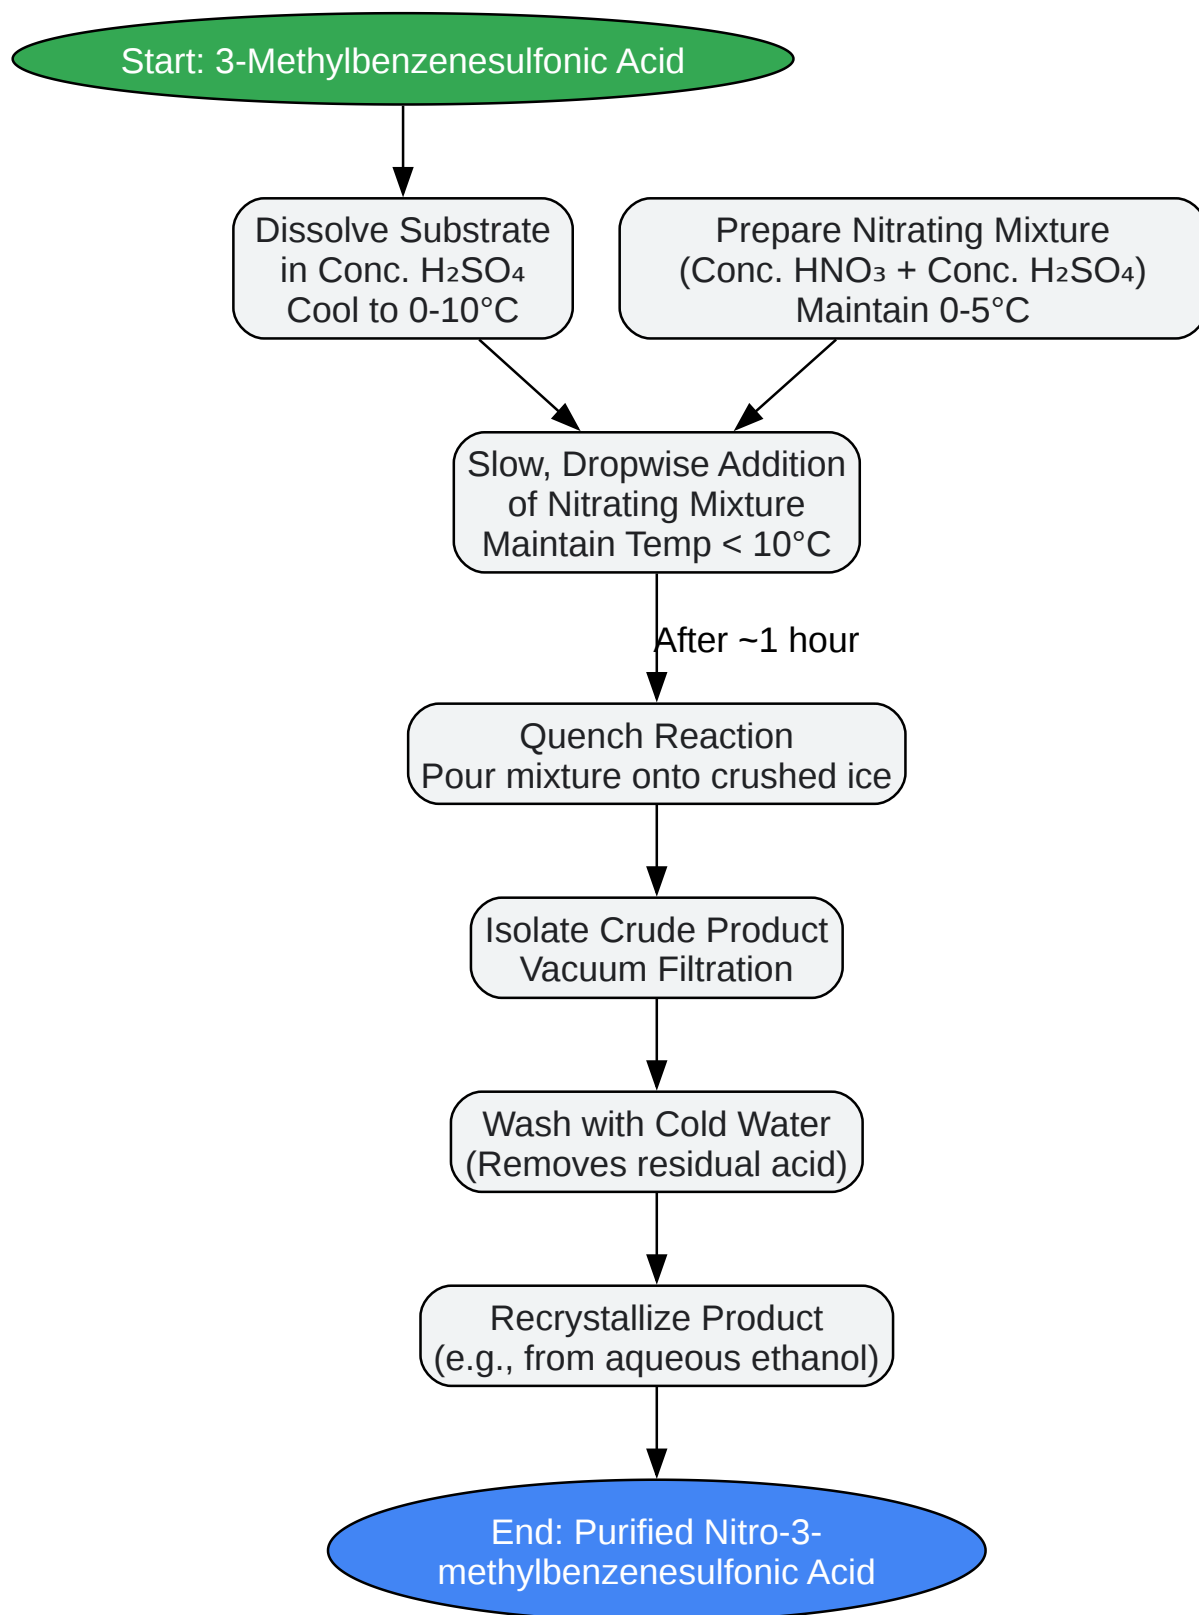 Start: 3-Methylbenzenesulfonic Acid
Dissolve Substrate
in Conc. H₂SO₄
Cool to 0-10°C
Prepare Nitrating Mixture
(Conc. HNO₃ + Conc. H₂SO₄)
Maintain 0-5°C
Slow, Dropwise Addition
of Nitrating Mixture
Maintain Temp < 10°C
After ~1 hour
Quench Reaction
Pour mixture onto crushed ice
Isolate Crude Product
Vacuum Filtration
Wash with Cold Water
(Removes residual acid)
Recrystallize Product
(e.g., from aqueous ethanol)
End: Purified Nitro-3-
methylbenzenesulfonic Acid